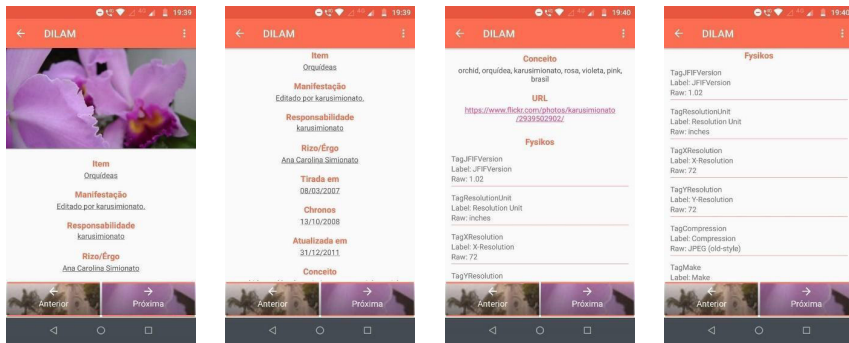 19:39
DILAM
Item
Orquídeas
Manifestação
Editado por karusimionato.
Responsabilidade
karusimionato
Rizo/Érgo
Ana Carolina Simionato
Anterior
Próxima
19:39
DILAM
Item
Orquídeas
Manifestação
Editado por karusimionato.
Responsabilidade
karusimionato
Rizo/Érgo
Ana Carolina Simionato
Tirada em
08/03/2007
Chronos
13/10/2008
Atualizada em
31/12/2011
Conceito
Anterior
Próxima
4G 19:40
DILAM
Conceito
orchid, orquídea, karusimionato, rosa, violeta, pink,
brasil
URL
https://www.flickr.com/photos/karusimionato
/2939502902/
Fysikos
TagJFIFVersion
Label: JFIFVersion
Raw: 1.02
TagResolutionUnit
Label: Resolution Unit
Raw: inches
TagXResolution
Label: X-Resolution
Raw: 72
TagYResolution
Anterior
Próxima
4G 19:40
DILAM
Fysikos
TagJFIFVersion
Label: JFIFVersion
Raw: 1.02
TagResolutionUnit
Label: Resolution Unit
Raw: inches
TagXResolution
Label: X-Resolution
Raw: 72
TagYResolution
Label: Y-Resolution
Raw: 72
TagCompression
Label: Compression
Raw: JPEG (old-style)
TagMake
Label: Make
Anterior
Próxima